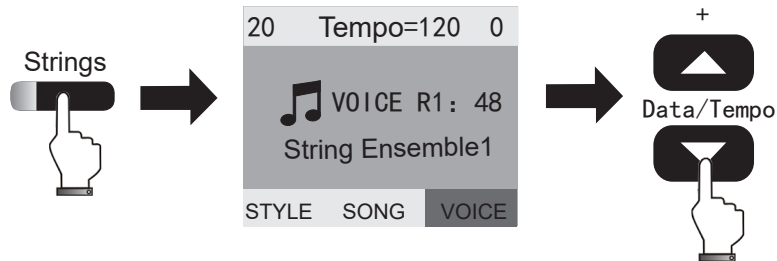 Strings
20 Tempo=120 0
VOICE R1: 48
String Ensemble1
STYLE SONG VOICE
+
Data/Tempo